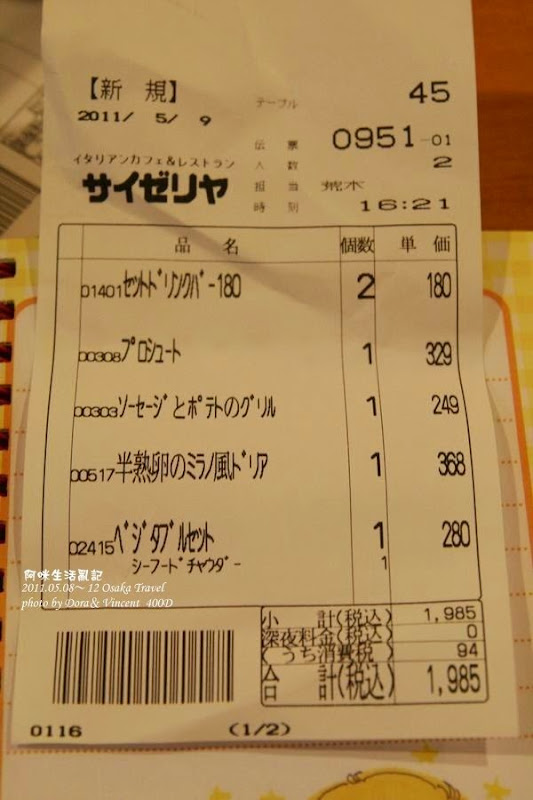 【新規】
テーブル 45
2011/ 5/ 9
伝票 0951-01
イタリアンカフェ&レストラン
人数 2
サイゼリヤ
担当 荒木
時刻 16:21
品名 個数 単価
01401セットドリンクバー180 2 180
00308プロシュート 1 329
00303ソーセージとポテトのグリル 1 249
00517半熟卵のミラノ風ドリア 1 368
02415ベジタブルセット 1 280
シーフードチャウダー 1
阿咪生活亂記
2011.05.08~12 Osaka Travel
photo by Dora & Vincent 400D
小計(税込) 1,985
深夜料金(税込) 0
(うち消費税 94
合計(税込) 1,985
0116 (1/2)